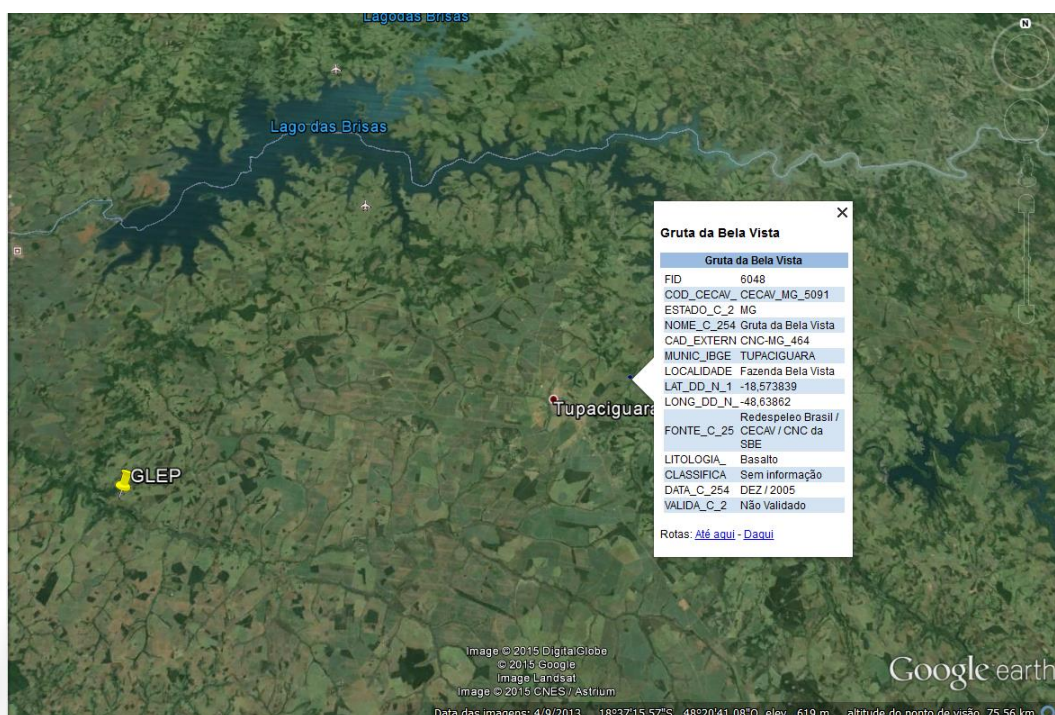 Lagodas Brisas
N
Lago das Brisas
Gruta da Bela Vista
Gruta da Bela Vista
FID 6048
COD_CECAV_ CECAV_MG_5091
ESTADO_C_2 MG
NOME_C_254 Gruta da Bela Vista
CAD_EXTERN CNC-MG_464
MUNIC_IBGE TUPACIGUARA
LOCALIDADE Fazenda Bela Vista
LAT_DD_N_1 -18,573839
LONG_DD_N_ -48,63862
FONTE_C_25 Redespeleo Brasil /
CECAV / CNC da
SBE
LITOLOGIA_ Basalto
CLASSIFICA Sem informação
DATA_C_254 DEZ / 2005
VALIDA_C_2 Não Validado
Rotas: Até aqui - Daqui
Tupaciguara
GLEP
Image © 2015 DigitalGlobe
© 2015 Google
Image Landsat
Image © 2015 CNES / Astrium
Google earth
Data das imagens: 4/9/2013 18°37'15.57"S 48°20'41.08"O elev 619 m altitude do ponto de visão 75.56 km